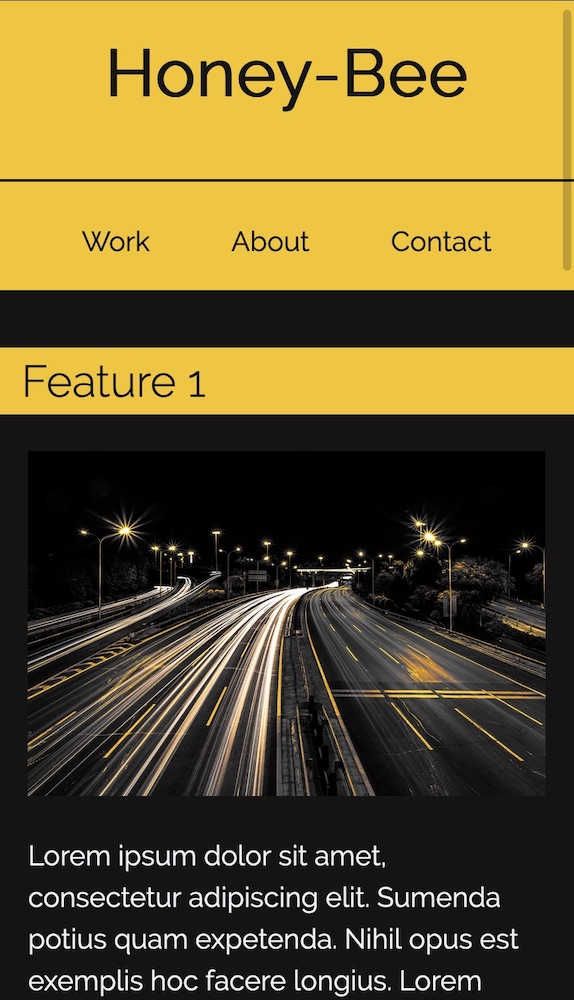 Honey-Bee
Work About Contact
Feature 1
Lorem ipsum dolor sit amet,
consectetur adipiscing elit. Sumenda
potius quam expetenda. Nihil opus est
exemplis hoc facere longius. Lorem